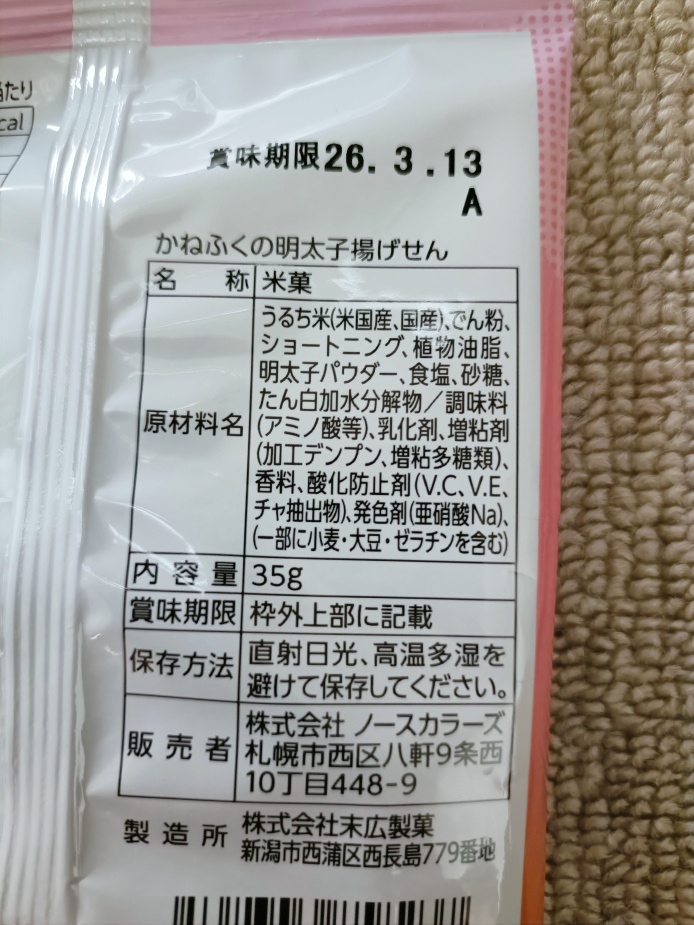 当たり
cal
賞味期限26. 3 .13
A
かねふくの明太子揚げせん
名 称 米菓
原材料名
うるち米(米国産、国産)、でん粉、
ショートニング、植物油脂、
明太子パウダー、食塩、砂糖、
たん白加水分解物／調味料
(アミノ酸等)、乳化剤、増粘剤
(加工デンプン、増粘多糖類)、
香料、酸化防止剤(V.C、V.E、
チャ抽出物)、発色剤(亜硝酸Na)、
(一部に小麦・大豆・ゼラチンを含む)
内 容 量 35g
賞味期限 枠外上部に記載
保存方法
直射日光、高温多湿を
避けて保存してください。
販 売 者
株式会社 ノースカラーズ
札幌市西区八軒9条西
10丁目448-9
製 造 所
株式会社末広製菓
新潟市西蒲区西長島779番地